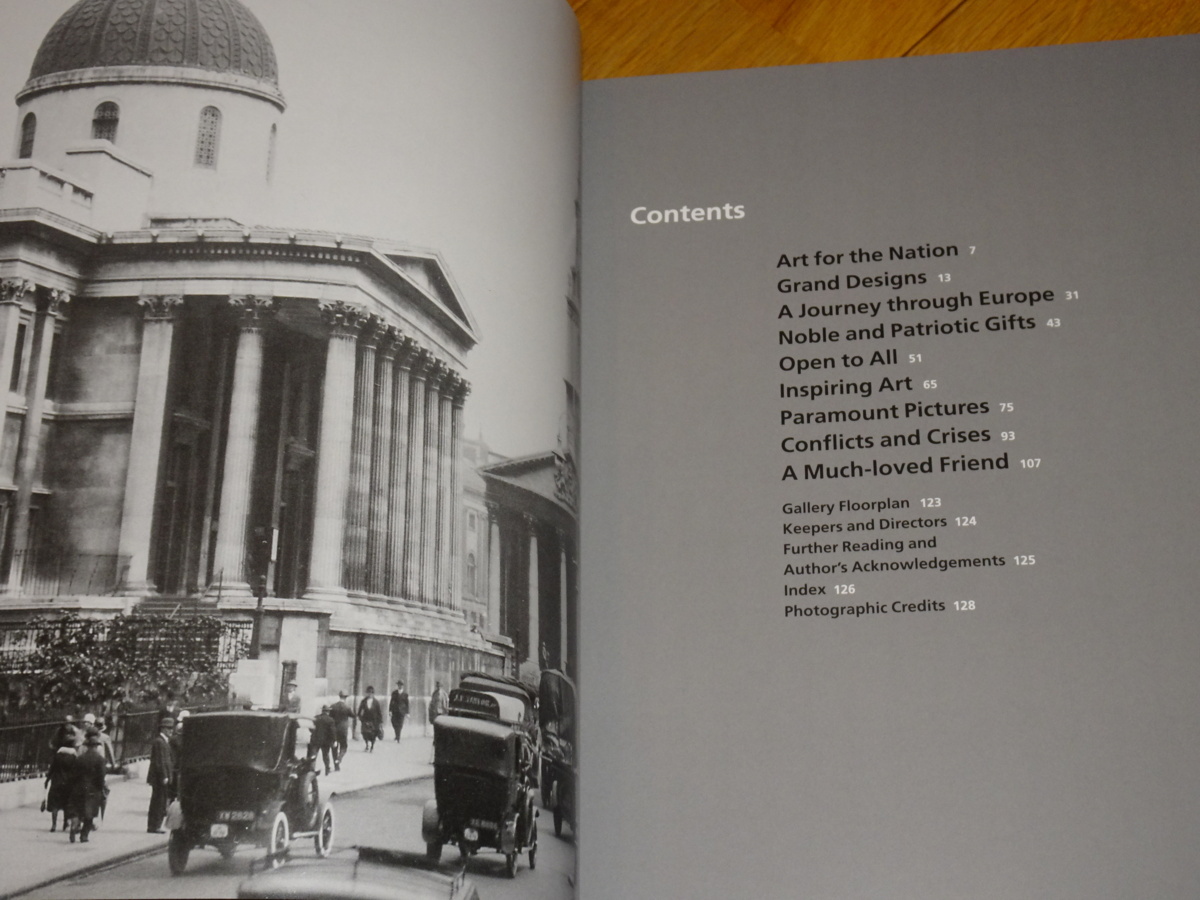 Contents
Art for the Nation 7
Grand Designs 13
A Journey through Europe 31
Noble and Patriotic Gifts 43
Open to All 51
Inspiring Art 65
Paramount Pictures 75
Conflicts and Crises 93
A Much-loved Friend 107
Gallery Floorplan 123
Keepers and Directors 124
Further Reading and
Author's Acknowledgements 125
Index 126
Photographic Credits 128